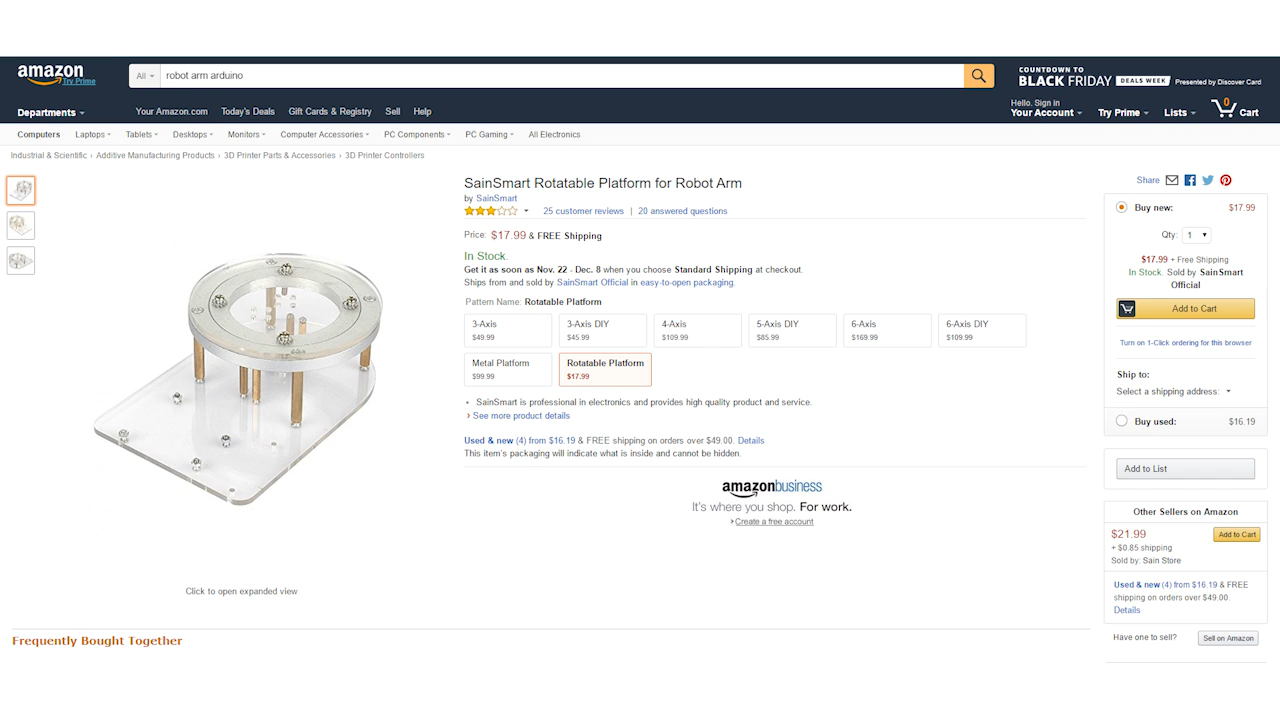 amazon
Try Prime
All
robot arm arduino
COUNTDOWN TO
BLACK FRIDAY DEALS WEEK Presented by Discover Card
Departments
Your Amazon.com Today's Deals Gift Cards & Registry Sell Help
Hello. Sign in
Your Account Try Prime Lists 0 Cart
Computers Laptops Tablets Desktops Monitors Computer Accessories PC Components PC Gaming All Electronics
Industrial & Scientific › Additive Manufacturing Products › 3D Printer Parts & Accessories › 3D Printer Controllers
SainSmart Rotatable Platform for Robot Arm
by SainSmart
25 customer reviews | 20 answered questions
Price: $17.99 & FREE Shipping
In Stock.
Get it as soon as Nov. 22 - Dec. 8 when you choose Standard Shipping at checkout.
Ships from and sold by SainSmart Official in easy-to-open packaging.
Pattern Name: Rotatable Platform
3-Axis 3-Axis DIY 4-Axis 5-Axis DIY 6-Axis 6-Axis DIY
$49.99 $45.99 $109.99 $85.99 $169.99 $109.99
Metal Platform Rotatable Platform
$99.99 $17.99
• SainSmart is professional in electronics and provides high quality product and service.
› See more product details
Used & new (4) from $16.19 & FREE shipping on orders over $49.00. Details
This item's packaging will indicate what is inside and cannot be hidden.
amazonbusiness
It's where you shop. For work.
› Create a free account
Click to open expanded view
Frequently Bought Together
Share
Buy new: $17.99
Qty: 1
$17.99 + Free Shipping
In Stock. Sold by SainSmart
Official
Add to Cart
Turn on 1-Click ordering for this browser
Ship to:
Select a shipping address:
Buy used: $16.19
Add to List
Other Sellers on Amazon
$21.99 Add to Cart
+ $0.85 shipping
Sold by: Sain Store
Used & new (4) from $16.19 & FREE
shipping on orders over $49.00.
Details
Have one to sell? Sell on Amazon